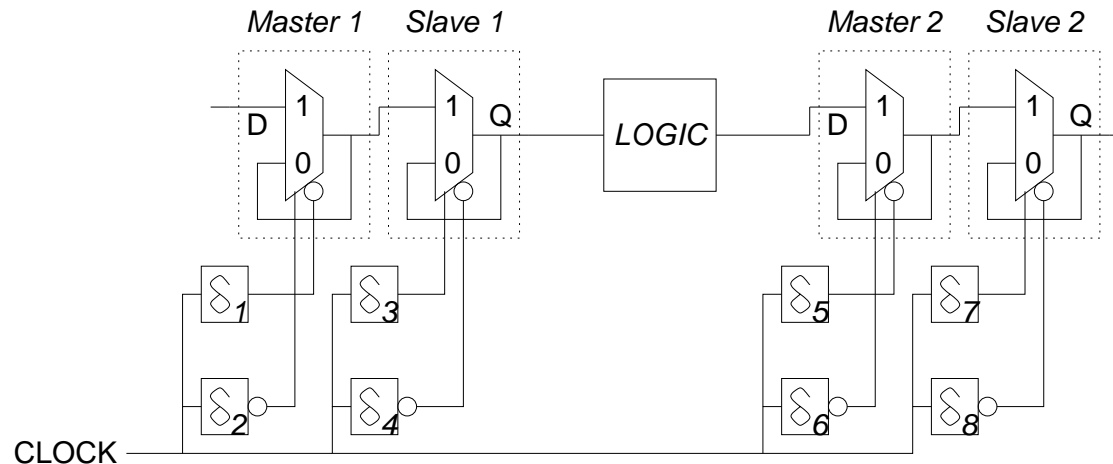 Master 1 Slave 1 Master 2 Slave 2
1 1 1 1
D Q LOGIC D Q
0 0 0 0
δ1 δ3 δ5 δ7
δ2 δ4 δ6 δ8
CLOCK